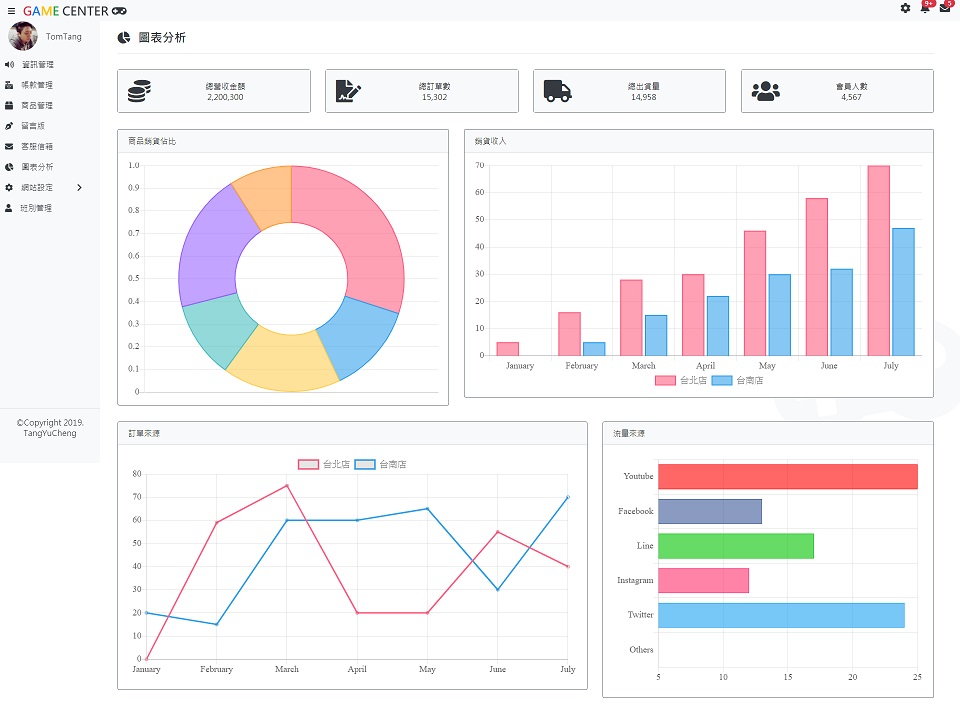 GAME CENTER
9+
5
TomTang
資訊管理
帳款管理
商品管理
留言版
客服信箱
圖表分析
網站設定
班別管理
©Copyright 2019.
TangYuCheng
圖表分析
總營收金額
2,200,300
總訂單數
15,302
總出貨量
14,958
會員人數
4,567
商品銷貨佔比
1.0
0.9
0.8
0.7
0.6
0.5
0.4
0.3
0.2
0.1
0
銷貨收入
70
60
50
40
30
20
10
0
January February March April May June July
台北店 台南店
訂單來源
台北店 台南店
80
70
60
50
40
30
20
10
0
January February March April May June July
流量來源
Youtube
Facebook
Line
Instagram
Twitter
Others
5 10 15 20 25